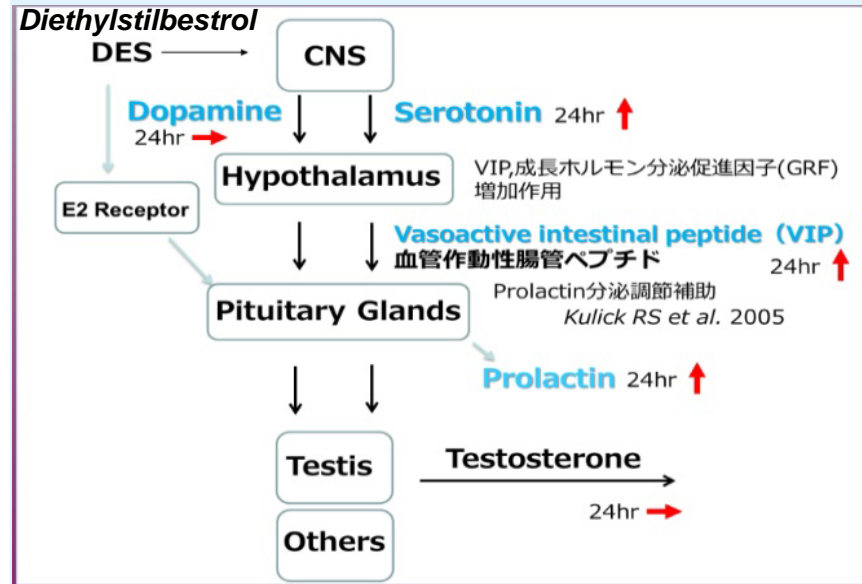 Diethylstilbestrol
DES
CNS
Dopamine
24hr
Serotonin 24hr
Hypothalamus
VIP,成長ホルモン分泌促進因子(GRF)
増加作用
E2 Receptor
Vasoactive intestinal peptide（VIP）
血管作動性腸管ペプチド
24hr
Pituitary Glands
Prolactin分泌調節補助
Kulick RS et al. 2005
Prolactin 24hr
Testis
Testosterone
24hr
Others